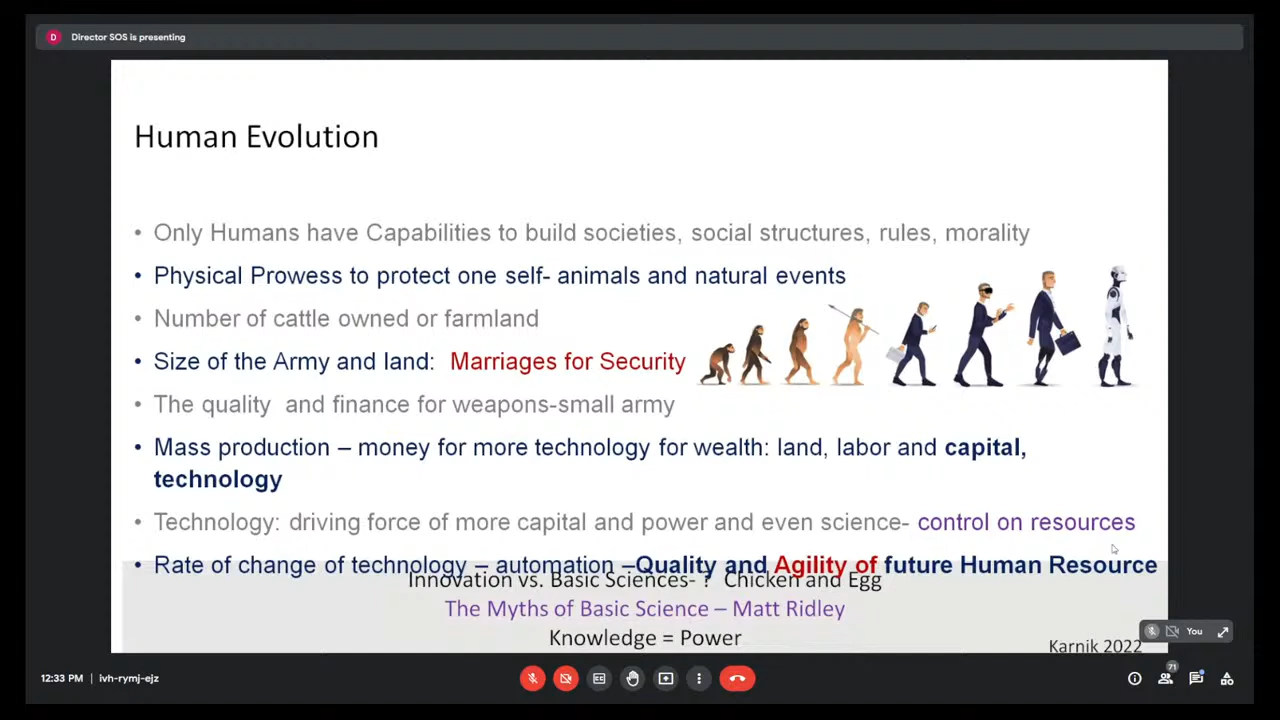 D Director SOS is presenting
Human Evolution
• Only Humans have Capabilities to build societies, social structures, rules, morality
• Physical Prowess to protect one self- animals and natural events
• Number of cattle owned or farmland
• Size of the Army and land: Marriages for Security
• The quality and finance for weapons-small army
• Mass production – money for more technology for wealth: land, labor and capital,
technology
• Technology: driving force of more capital and power and even science- control on resources
• Rate of change of technology – automation –Quality and Agility of future Human Resource
Innovation vs. Basic Sciences- ? Chicken and Egg
The Myths of Basic Science – Matt Ridley
Knowledge = Power
You
Karnik 2022
12:33 PM | ivh-rymj-ejz
71